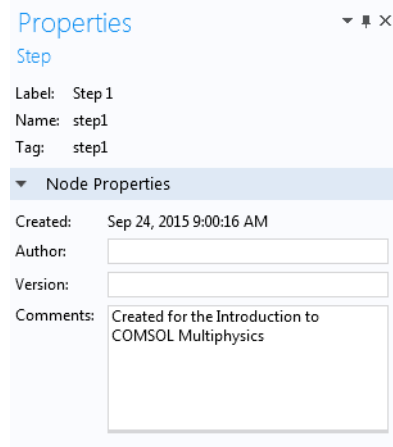 Properties
Step
Label: Step 1
Name: step1
Tag: step1
Node Properties
Created: Sep 24, 2015 9:00:16 AM
Author:
Version:
Comments: Created for the Introduction to
COMSOL Multiphysics